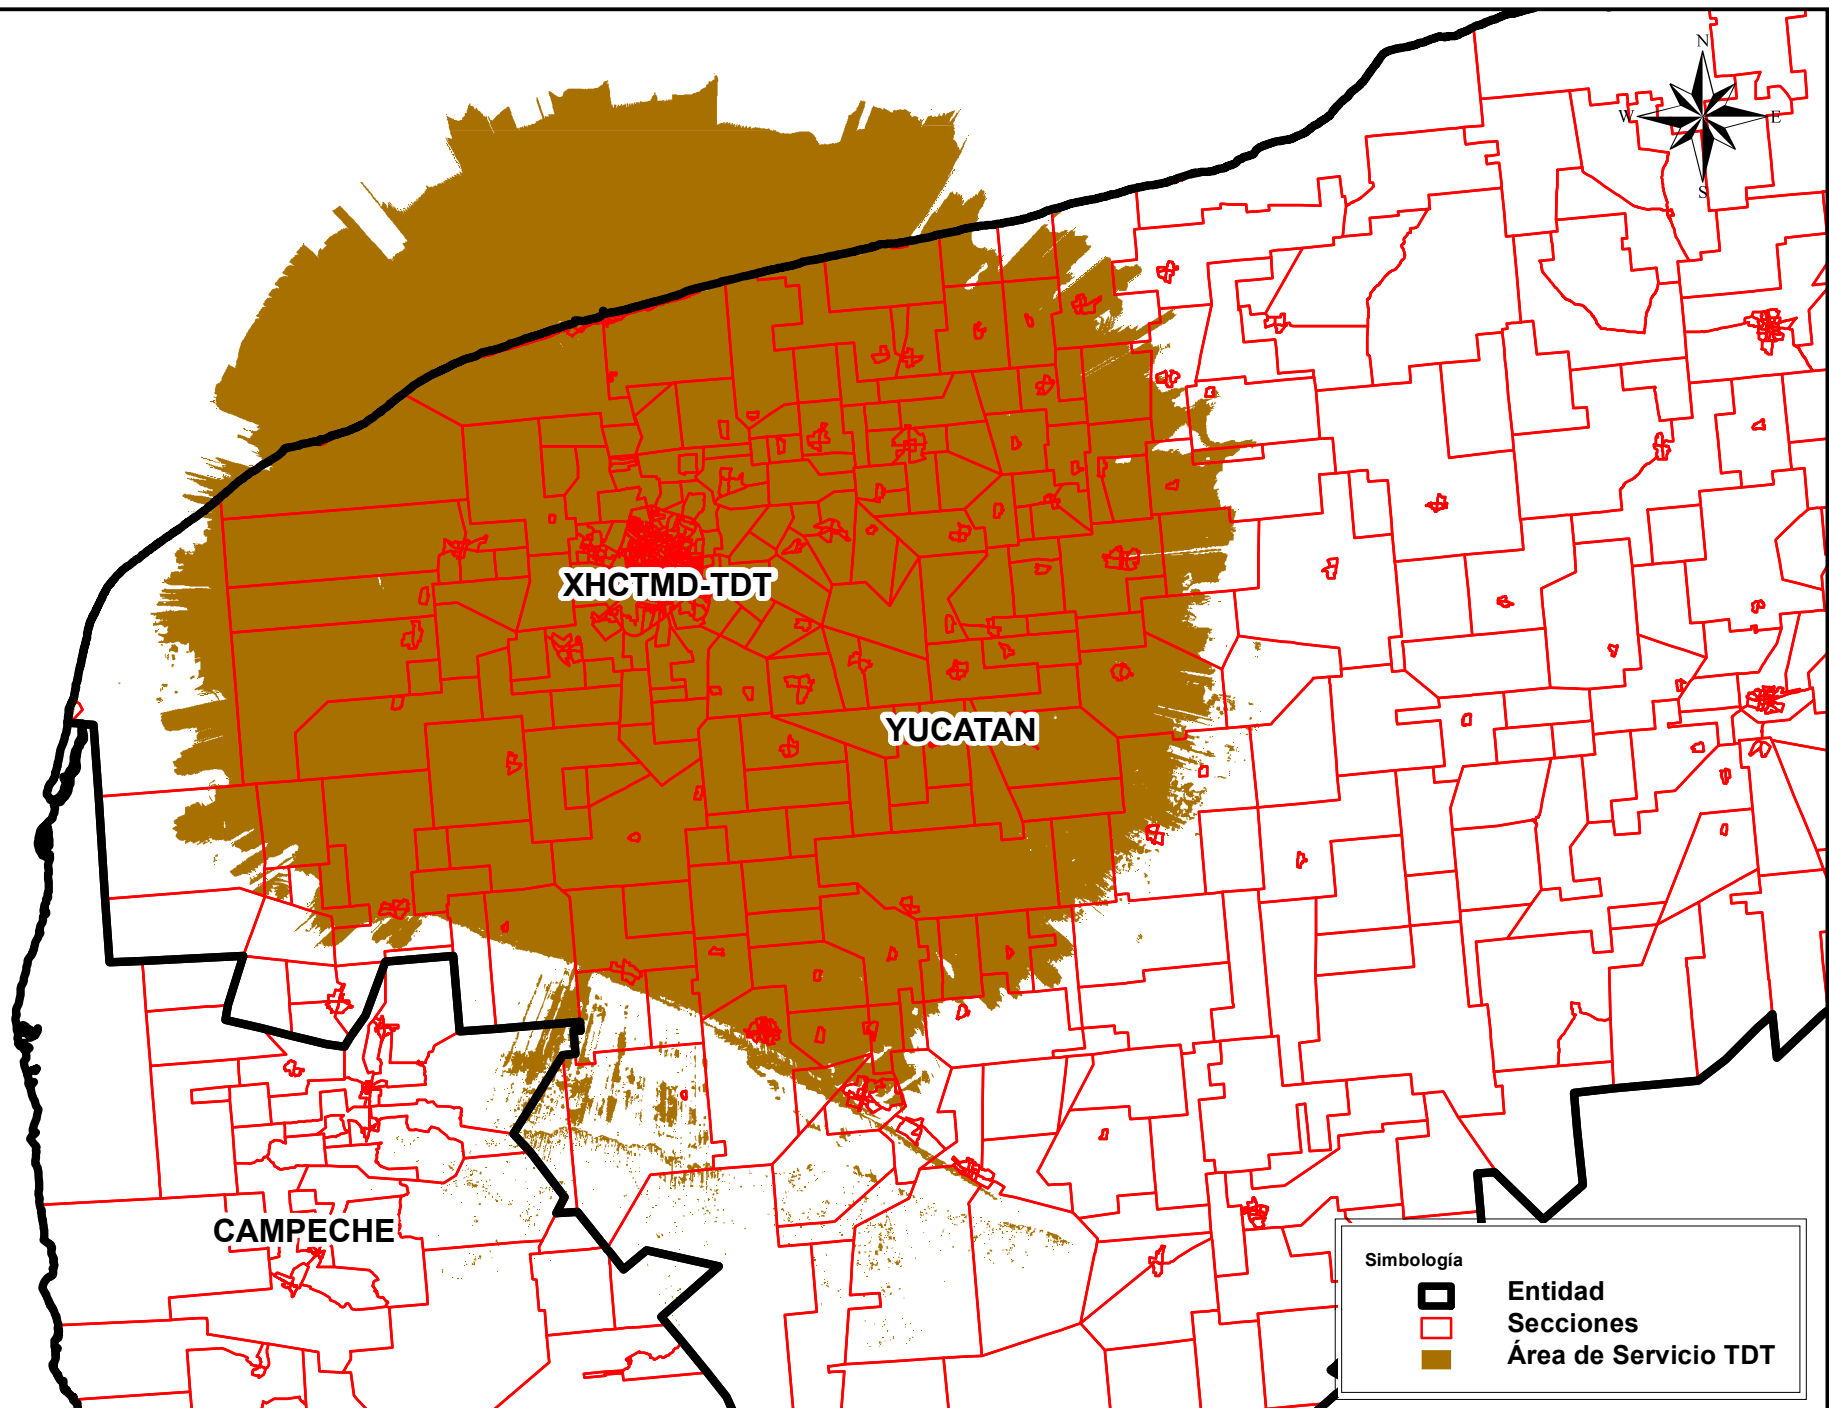 N
W
E
S
XHCTMD-TDT
YUCATAN
CAMPECHE
Simbología
Entidad
Secciones
Área de Servicio TDT